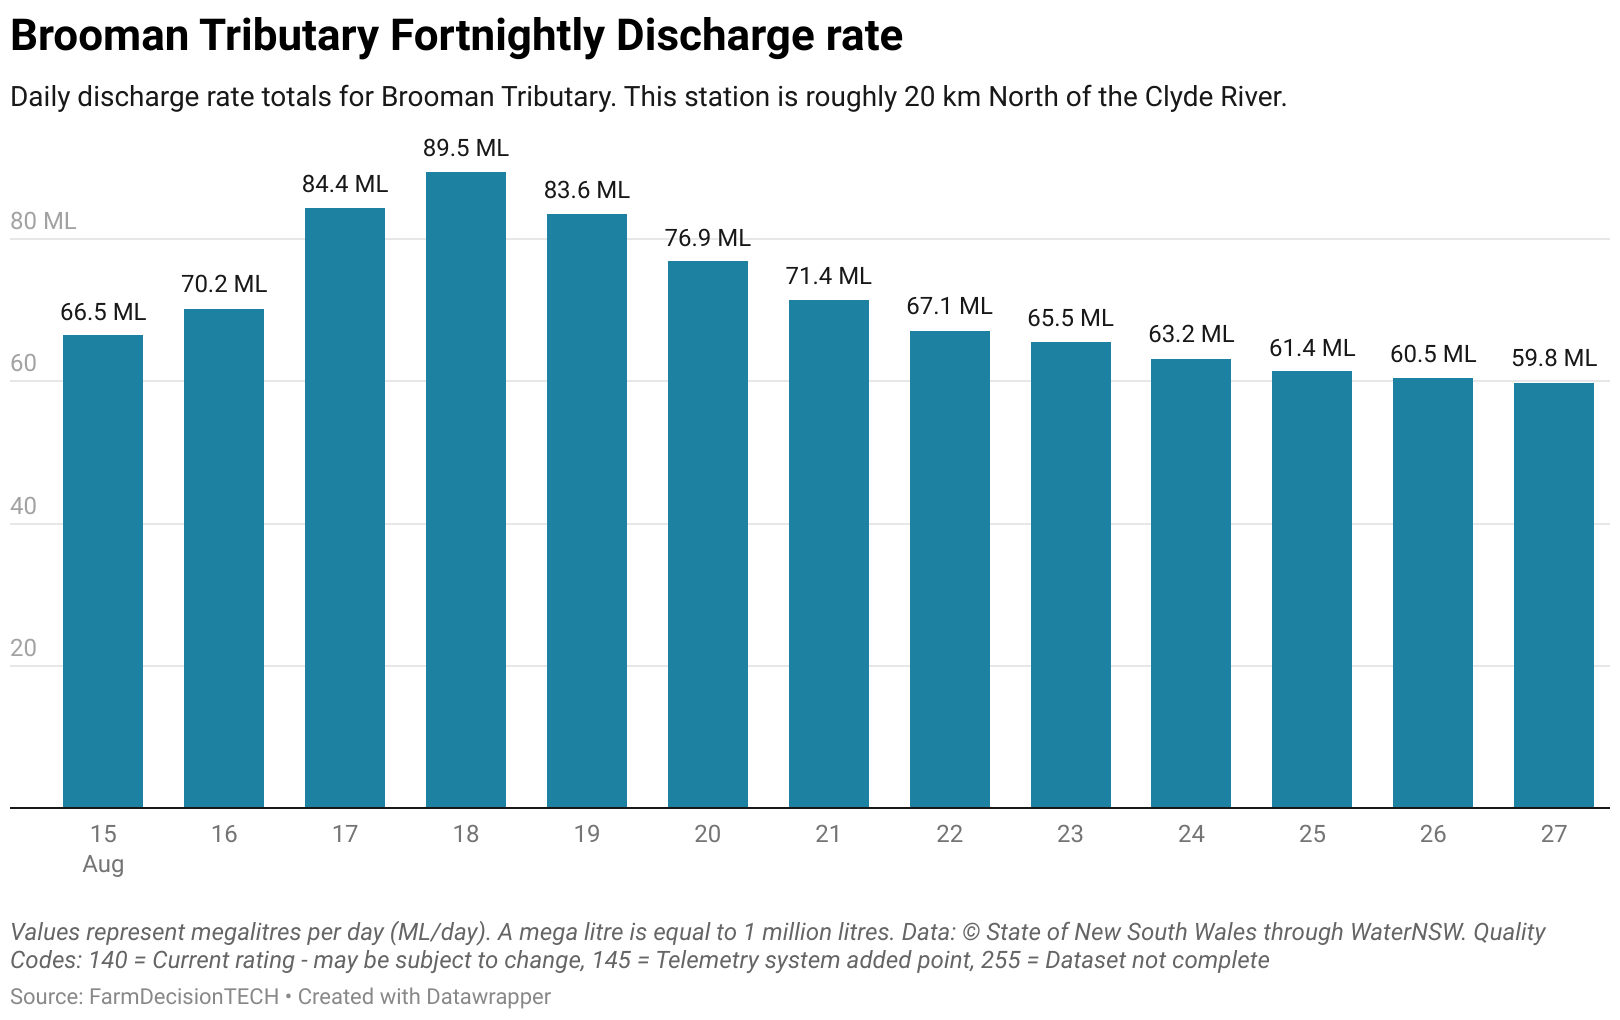 Brooman Tributary Fortnightly Discharge rate
Daily discharge rate totals for Brooman Tributary. This station is roughly 20 km North of the Clyde River.
89.5 ML
84.4 ML
83.6 ML
80 ML
76.9 ML
71.4 ML
70.2 ML
67.1 ML
66.5 ML
65.5 ML
63.2 ML
61.4 ML
60.5 ML
59.8 ML
60
40
20
15 16 17 18 19 20 21 22 23 24 25 26 27
Aug
Values represent megalitres per day (ML/day). A mega litre is equal to 1 million litres. Data: © State of New South Wales through WaterNSW. Quality
Codes: 140 = Current rating - may be subject to change, 145 = Telemetry system added point, 255 = Dataset not complete
Source: FarmDecisionTECH • Created with Datawrapper